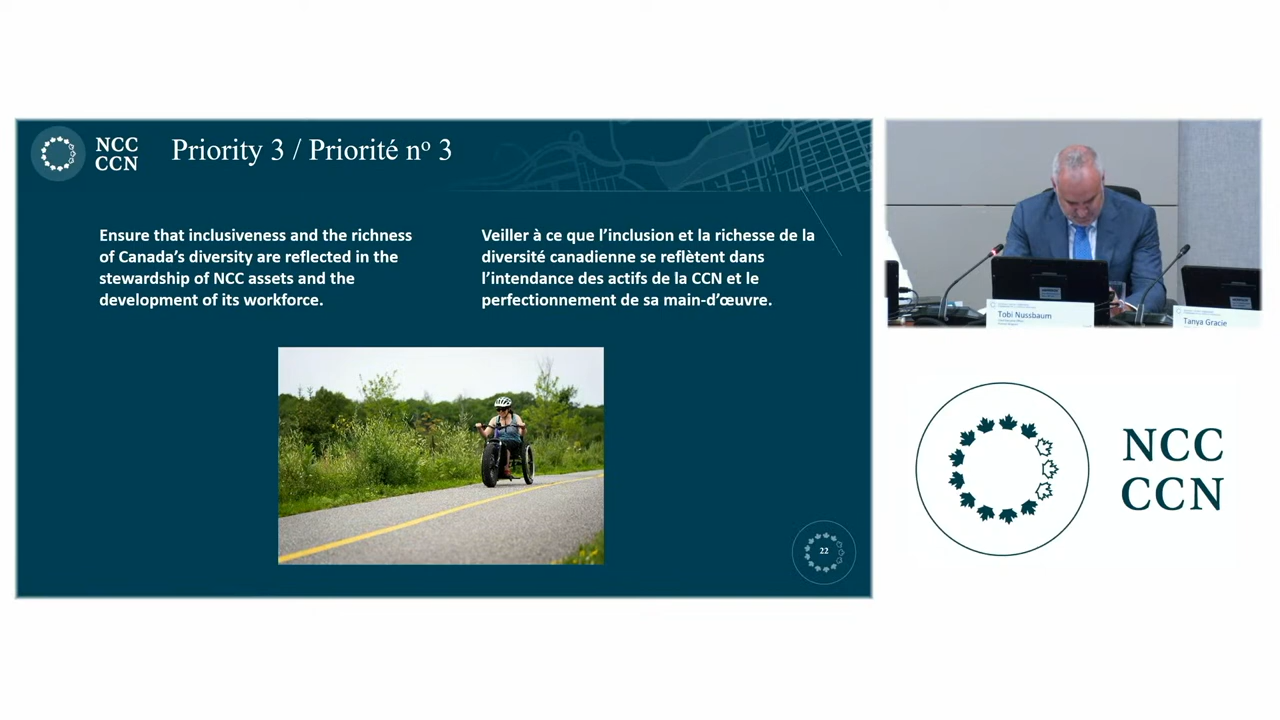 NCC
CCN
Priority 3 / Priorité nº 3
Ensure that inclusiveness and the richness
of Canada's diversity are reflected in the
stewardship of NCC assets and the
development of its workforce.
Veiller à ce que l'inclusion et la richesse de la
diversité canadienne se reflètent dans
l'intendance des actifs de la CCN et le
perfectionnement de sa main-d'œuvre.
22
Tobi Nussbaum
Tanya Gracie
NCC
CCN